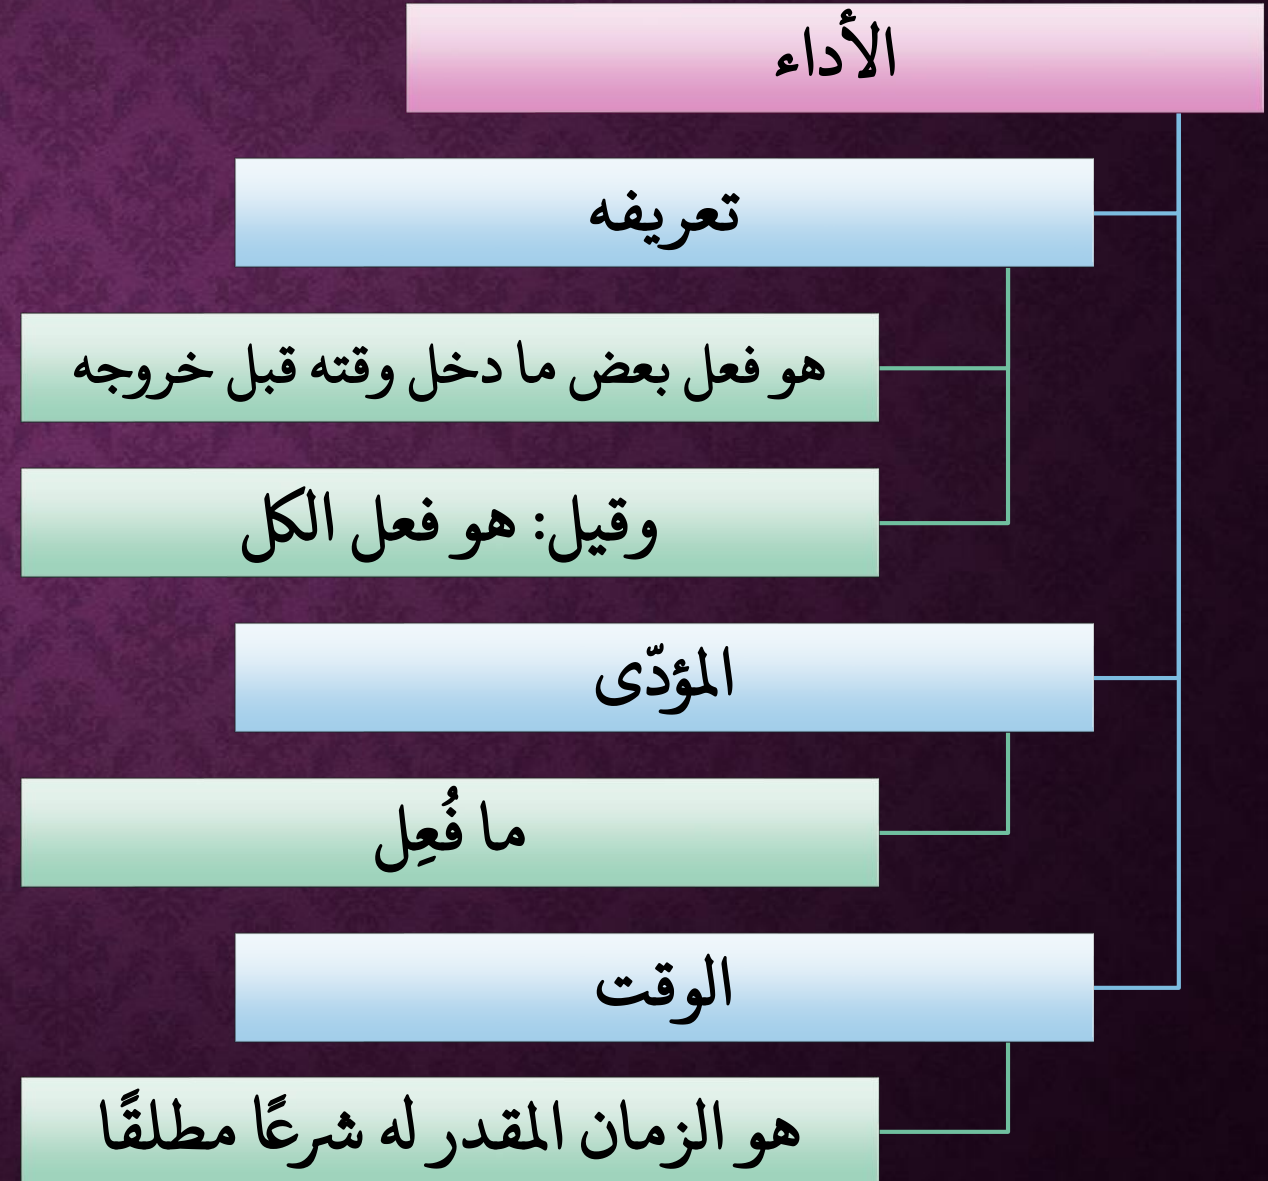 الأداء
تعريفه
هو فعل بعض ما دخل وقته قبل خروجه
وقيل: هو فعل الكل
المؤدّى
ما فُعِل
الوقت
هو الزمان المقدر له شرعًا مطلقًا